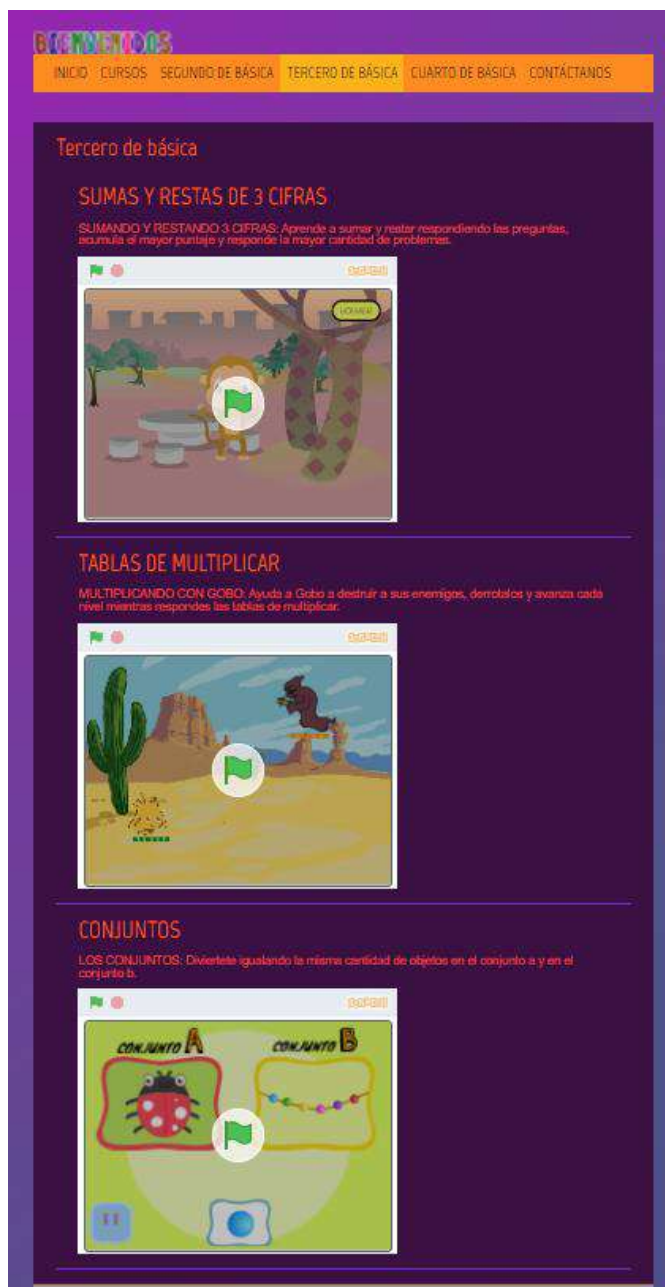 BIENVENIDOS
INICIO CURSOS SEGUNDO DE BÁSICA TERCERO DE BÁSICA CUARTO DE BÁSICA CONTÁCTANOS
Tercero de básica
SUMAS Y RESTAS DE 3 CIFRAS
SUMANDO Y RESTANDO 3 CIFRAS: Aprende a sumar y restar respondiendo las preguntas,
acumula el mayor puntaje y responde la mayor cantidad de problemas.
TABLAS DE MULTIPLICAR
MULTIPLICANDO CON GOBO: Ayuda a Gobo a destruir a sus enemigos, derrotalos y avanza cada
nivel mientras respondes las tablas de multiplicar.
CONJUNTOS
LOS CONJUNTOS: Diviertete igualando la misma cantidad de objetos en el conjunto a y en el
conjunto b.
CONJUNTO A CONJUNTO B